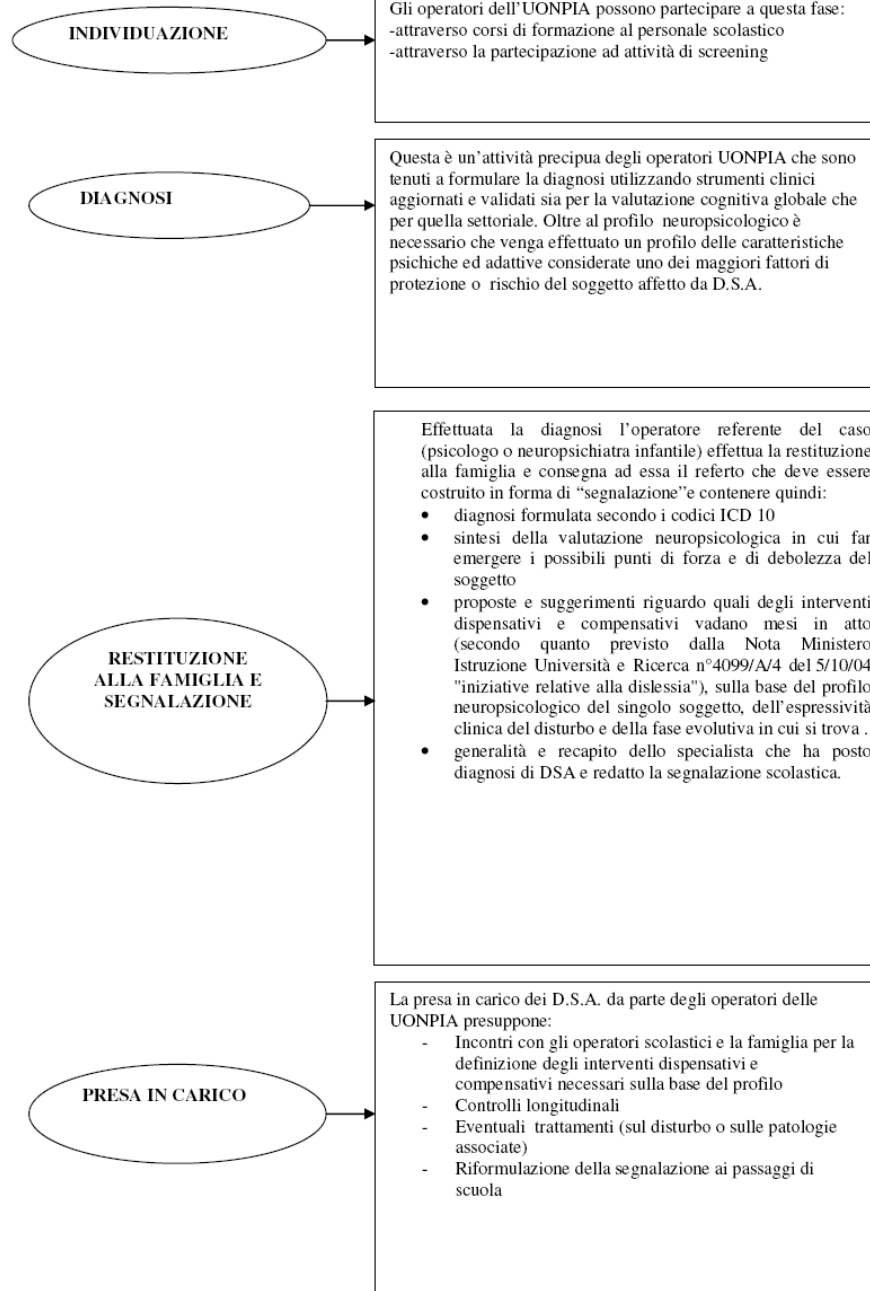 Gli operatori dell'UONPIA possono partecipare a questa fase:
INDIVIDUAZIONE
-attraverso corsi di formazione al personale scolastico
-attraverso la partecipazione ad attività di screening
Questa è un'attività precipua degli operatori UONPIA che sono
tenuti a formulare la diagnosi utilizzando strumenti clinici
DIAGNOSI
aggiornati e validati sia per la valutazione cognitiva globale che
per quella settoriale. Oltre al profilo neuropsicologico è
necessario che venga effettuato un profilo delle caratteristiche
psichiche ed adattive considerate uno dei maggiori fattori di
protezione o rischio del soggetto affetto da D.S.A.
RESTITUZIONE
ALLA FAMIGLIA E
SEGNALAZIONE
Effettuata la diagnosi l'operatore referente del caso
(psicologo o neuropsichiatra infantile) effettua la restituzione
alla famiglia e consegna ad essa il referto che deve essere
costruito in forma di “segnalazione”e contenere quindi:
• diagnosi formulata secondo i codici ICD 10
• sintesi della valutazione neuropsicologica in cui far
emergere i possibili punti di forza e di debolezza del
soggetto
• proposte e suggerimenti riguardo quali degli interventi
dispensativi e compensativi vadano mesi in atto
(secondo quanto previsto dalla Nota Ministero
Istruzione Università e Ricerca n°4099/A/4 del 5/10/04
"iniziative relative alla dislessia"), sulla base del profilo
neuropsicologico del singolo soggetto, dell'espressività
clinica del disturbo e della fase evolutiva in cui si trova .
• generalità e recapito dello specialista che ha posto
diagnosi di DSA e redatto la segnalazione scolastica.
PRESA IN CARICO
La presa in carico dei D.S.A. da parte degli operatori delle
UONPIA presuppone:
- Incontri con gli operatori scolastici e la famiglia per la
definizione degli interventi dispensativi e
compensativi necessari sulla base del profilo
- Controlli longitudinali
- Eventuali trattamenti (sul disturbo o sulle patologie
associate)
- Riformulazione della segnalazione ai passaggi di
scuola